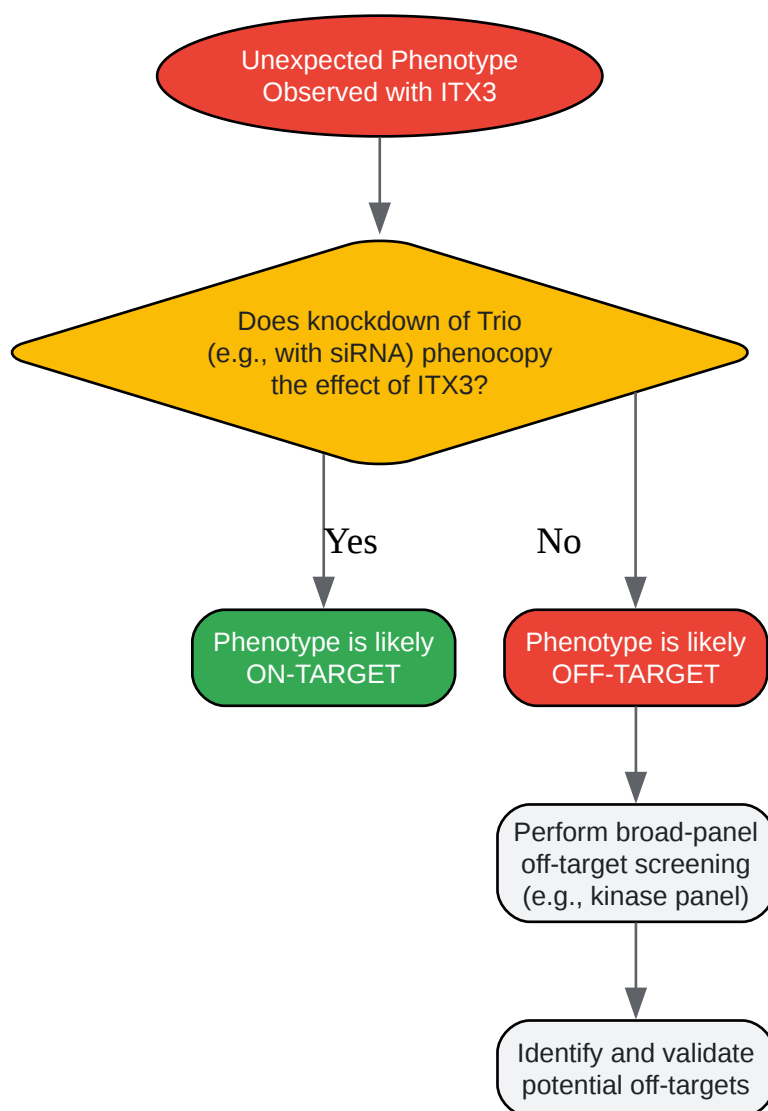 Unexpected Phenotype
Observed with ITX3
Does knockdown of Trio
(e.g., with siRNA) phenocopy
the effect of ITX3?
Yes
No
Phenotype is likely
ON-TARGET
Phenotype is likely
OFF-TARGET
Perform broad-panel
off-target screening
(e.g., kinase panel)
Identify and validate
potential off-targets